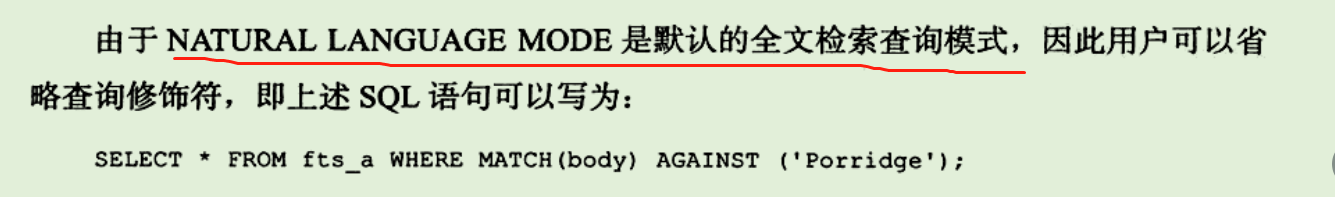 由于 NATURAL LANGUAGE MODE 是默认的全文检索查询模式，因此用户可以省
略查询修饰符，即上述 SQL 语句可以写为：
SELECT * FROM fts_a WHERE MATCH(body) AGAINST ('Porridge');